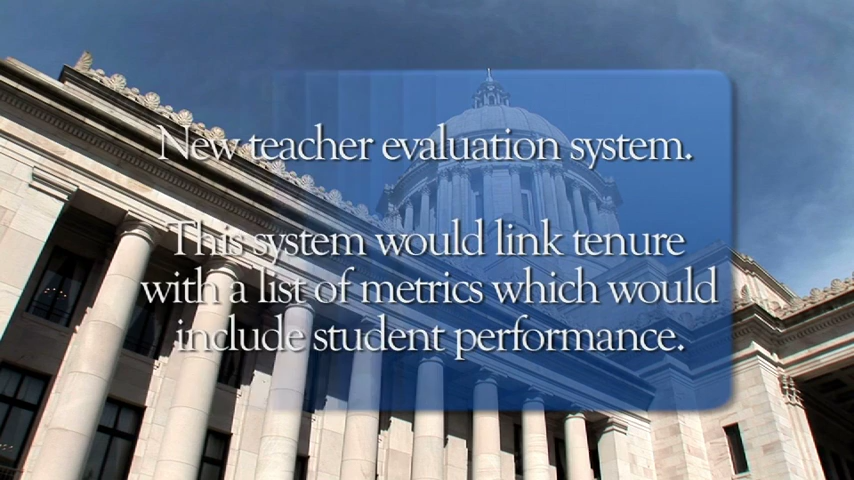 New teacher evaluation system.
This system would link tenure
with a list of metrics which would
include student performance.